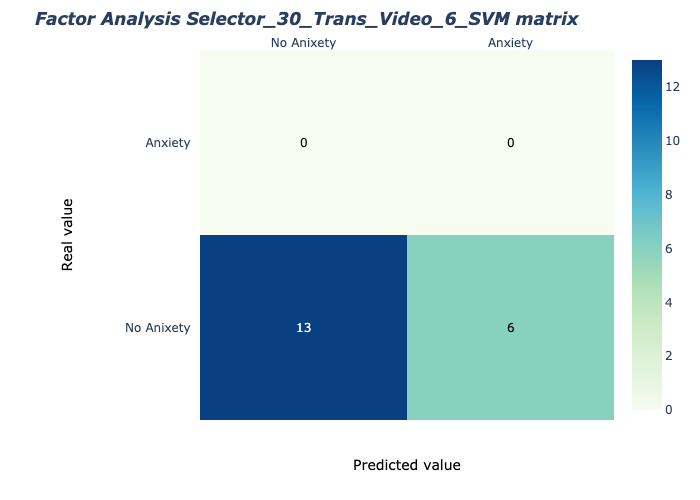 Factor Analysis Selector_30_Trans_Video_6_SVM matrix
No Anixety
Anxiety
Anxiety
0
0
No Anixety
13
6
Real value
Predicted value
12
10
8
6
4
2
0